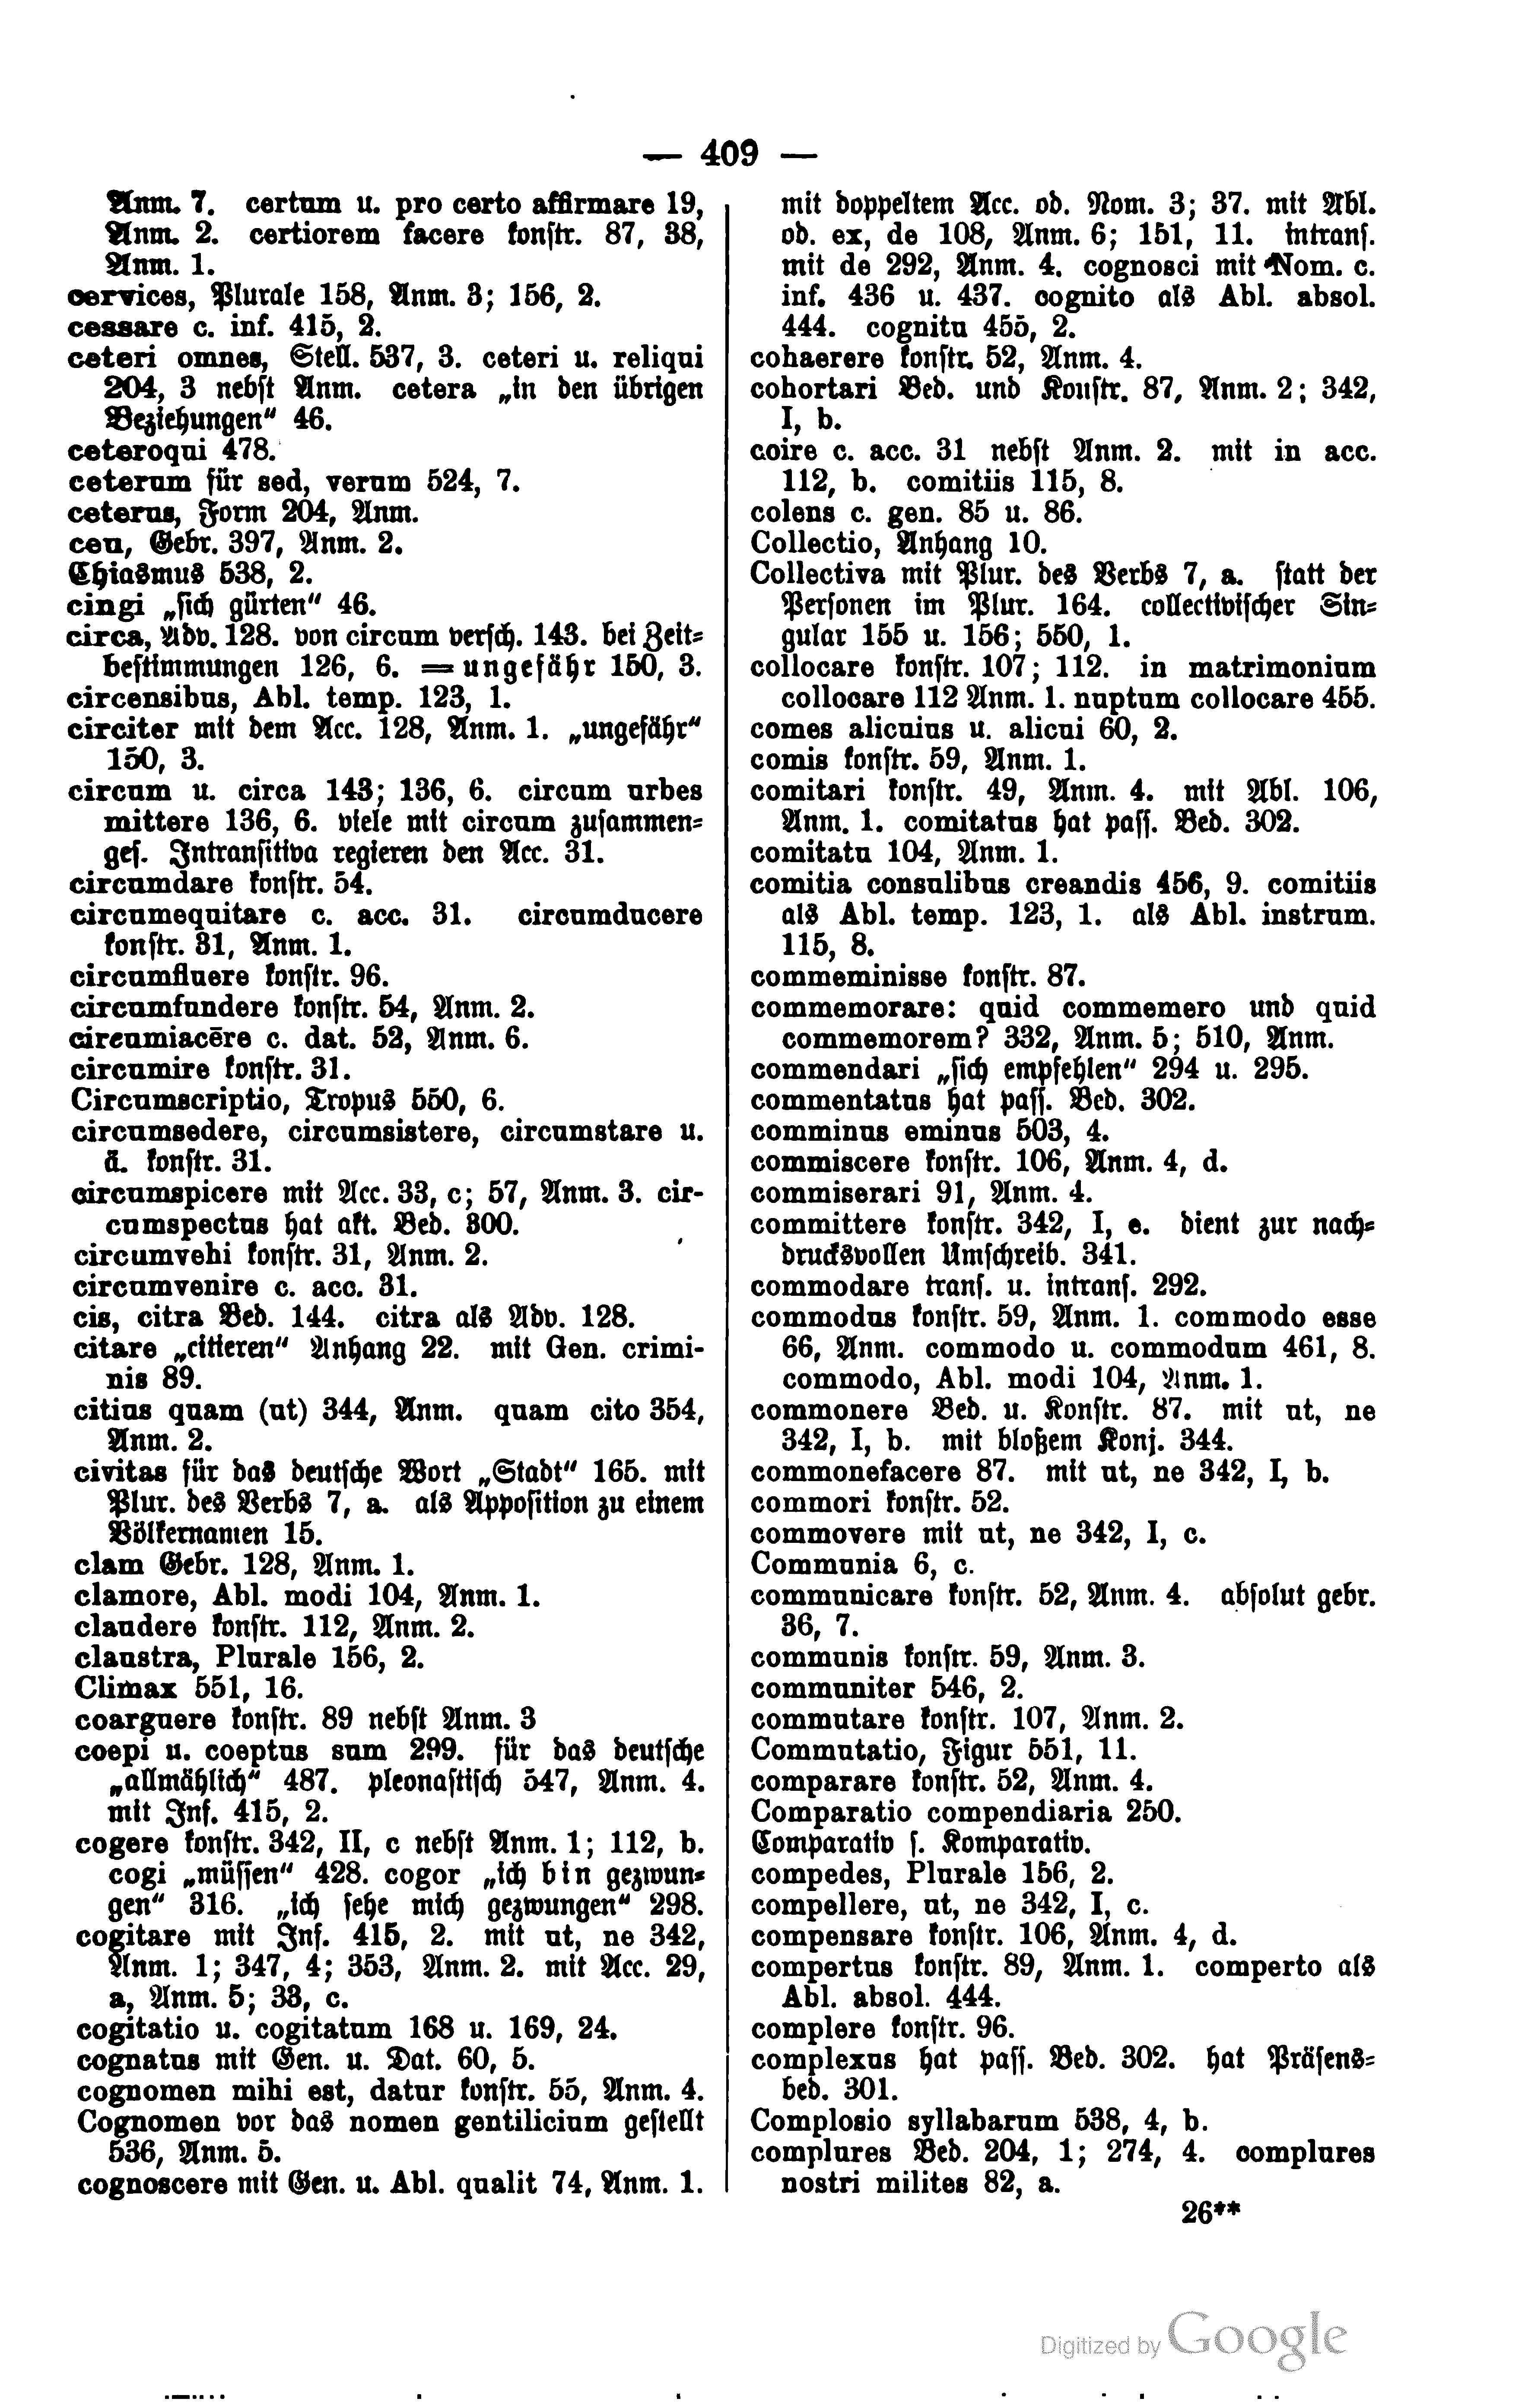 — 409 —
Anm. 7. certum u. pro certo affirmare 19,
Anm. 2. certiorem facere konstr. 87, 38,
Anm. 1.
cervices, Plurale 158, Anm. 3; 156, 2.
cessare c. inf. 415, 2.
ceteri omnes, Stell. 537, 3. ceteri u. reliqui
204, 3 nebst Anm. cetera „in den übrigen
Beziehungen“ 46.
ceteroqui 478.
ceterum für sed, verum 524, 7.
ceterus, Form 204, Anm.
ceu, Gebr. 397, Anm. 2.
Chiasmus 538, 2.
cingi „sich gürten“ 46.
circa, Adv. 128. von circum versch. 143. bei Zeit-
bestimmungen 126, 6. = ungefähr 150, 3.
circensibus, Abl. temp. 123, 1.
circiter mit dem Acc. 128, Anm. 1. „ungefähr“
150, 3.
circum u. circa 143; 136, 6. circum urbes
mittere 136, 6. viele mit circum zusammen-
ges. Intransitiva regieren den Acc. 31.
circumdare konstr. 54.
circumequitare c. acc. 31. circumducere
konstr. 31, Anm. 1.
circumfluere konstr. 96.
circumfundere konstr. 54, Anm. 2.
circumiacēre c. dat. 52, Anm. 6.
circumire konstr. 31.
Circumscriptio, Tropus 550, 6.
circumsedere, circumsistere, circumstare u.
ä. konstr. 31.
circumspicere mit Acc. 33, c; 57, Anm. 3. cir-
cumspectus hat akt. Bed. 300.
circumvehi konstr. 31, Anm. 2.
circumvenire c. acc. 31.
cis, citra Bed. 144. citra als Adv. 128.
citare „citieren“ Anhang 22. mit Gen. crimi-
nis 89.
citius quam (ut) 344, Anm. quam cito 354,
Anm. 2.
civitas für das deutsche Wort „Stadt“ 165. mit
Plur. des Verbs 7, a. als Apposition zu einem
Völkernamen 15.
clam Gebr. 128, Anm. 1.
clamore, Abl. modi 104, Anm. 1.
claudere konstr. 112, Anm. 2.
claustra, Plurale 156, 2.
Climax 551, 16.
coarguere konstr. 89 nebst Anm. 3
coepi u. coeptus sum 299. für das deutsche
„allmählich“ 487. pleonastisch 547, Anm. 4.
mit Inf. 415, 2.
cogere konstr. 342, II, c nebst Anm. 1; 112, b.
cogi „müssen“ 428. cogor „ich bin gezwun-
gen“ 316. „ich sehe mich gezwungen“ 298.
cogitare mit Inf. 415, 2. mit ut, ne 342,
Anm. 1; 347, 4; 353, Anm. 2. mit Acc. 29,
a, Anm. 5; 33, c.
cogitatio u. cogitatum 168 u. 169, 24.
cognatus mit Gen. u. Dat. 60, 5.
cognomen mihi est, datur konstr. 55, Anm. 4.
Cognomen vor das nomen gentilicium gestellt
536, Anm. 5.
cognoscere mit Gen. u. Abl. qualit 74, Anm. 1.
mit doppeltem Acc. od. Nom. 3; 37. mit Abl.
od. ex, de 108, Anm. 6; 151, 11. intrans.
mit de 292, Anm. 4. cognosci mit Nom. c.
inf. 436 u. 437. cognito als Abl. absol.
444. cognitu 455, 2.
cohaerere konstr. 52, Anm. 4.
cohortari Bed. und Konstr. 87, Anm. 2; 342,
I, b.
coire c. acc. 31 nebst Anm. 2. mit in acc.
112, b. comitiis 115, 8.
colens c. gen. 85 u. 86.
Collectio, Anhang 10.
Collectiva mit Plur. des Verbs 7, a. statt der
Personen im Plur. 164. collectivischer Sin-
gular 155 u. 156; 550, 1.
collocare konstr. 107; 112. in matrimonium
collocare 112 Anm. 1. nuptum collocare 455.
comes alicuius u. alicui 60, 2.
comis konstr. 59, Anm. 1.
comitari konstr. 49, Anm. 4. mit Abl. 106,
Anm. 1. comitatus hat pass. Bed. 302.
comitatu 104, Anm. 1.
comitia consulibus creandis 456, 9. comitiis
als Abl. temp. 123, 1. als Abl. instrum.
115, 8.
commeminisse konstr. 87.
commemorare: quid commemero und quid
commemorem? 332, Anm. 5; 510, Anm.
commendari „sich empfehlen“ 294 u. 295.
commentatus hat pass. Bed. 302.
comminus eminus 503, 4.
commiscere konstr. 106, Anm. 4, d.
commiserari 91, Anm. 4.
committere konstr. 342, I, e. dient zur nach-
drucksvollen Umschreib. 341.
commodare trans. u. intrans. 292.
commodus konstr. 59, Anm. 1. commodo esse
66, Anm. commodo u. commodum 461, 8.
commodo, Abl. modi 104, Anm. 1.
commonere Bed. u. Konstr. 87. mit ut, ne
342, I, b. mit bloßem Konj. 344.
commonefacere 87. mit ut, ne 342, I, b.
commori konstr. 52.
commovere mit ut, ne 342, I, c.
Communia 6, c.
communicare konstr. 52, Anm. 4. absolut gebr.
36, 7.
communis konstr. 59, Anm. 3.
communiter 546, 2.
commutare konstr. 107, Anm. 2.
Commutatio, Figur 551, 11.
comparare konstr. 52, Anm. 4.
Comparatio compendiaria 250.
Comparativ s. Komparativ.
compedes, Plurale 156, 2.
compellere, ut, ne 342, I, c.
compensare konstr. 106, Anm. 4, d.
compertus konstr. 89, Anm. 1. comperto als
Abl. absol. 444.
complere konstr. 96.
complexus hat pass. Bed. 302. hat Präsens-
bed. 301.
Complosio syllabarum 538, 4, b.
complures Bed. 204, 1; 274, 4. complures
nostri milites 82, a.
26**
Digitized by Google